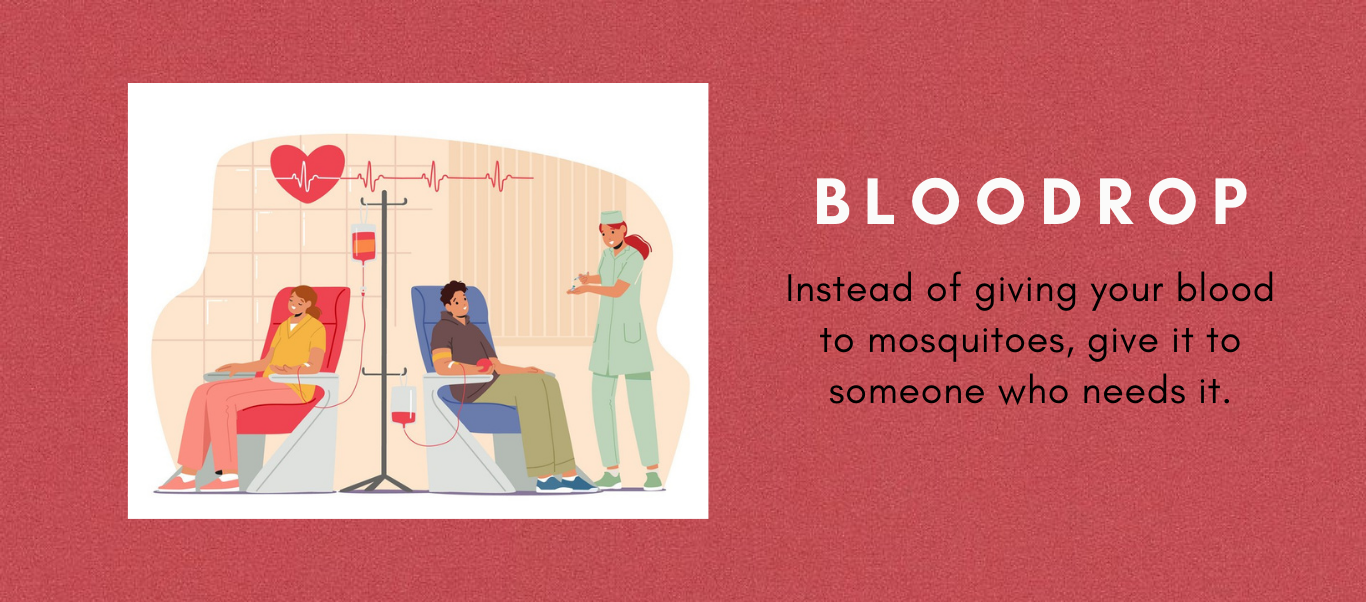 BLOODROP
Instead of giving your blood
to mosquitoes, give it to
someone who needs it.